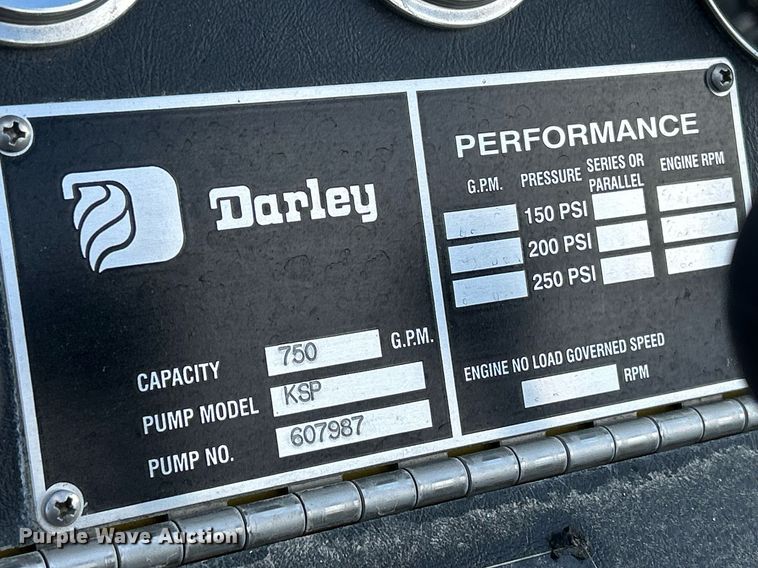 Darley
CAPACITY 750 G.P.M.
PUMP MODEL KSP
PUMP NO. 607987
PERFORMANCE
G.P.M. PRESSURE SERIES OR PARALLEL ENGINE RPM
150 PSI
200 PSI
250 PSI
ENGINE NO LOAD GOVERNED SPEED
RPM
Purple Wave Auction